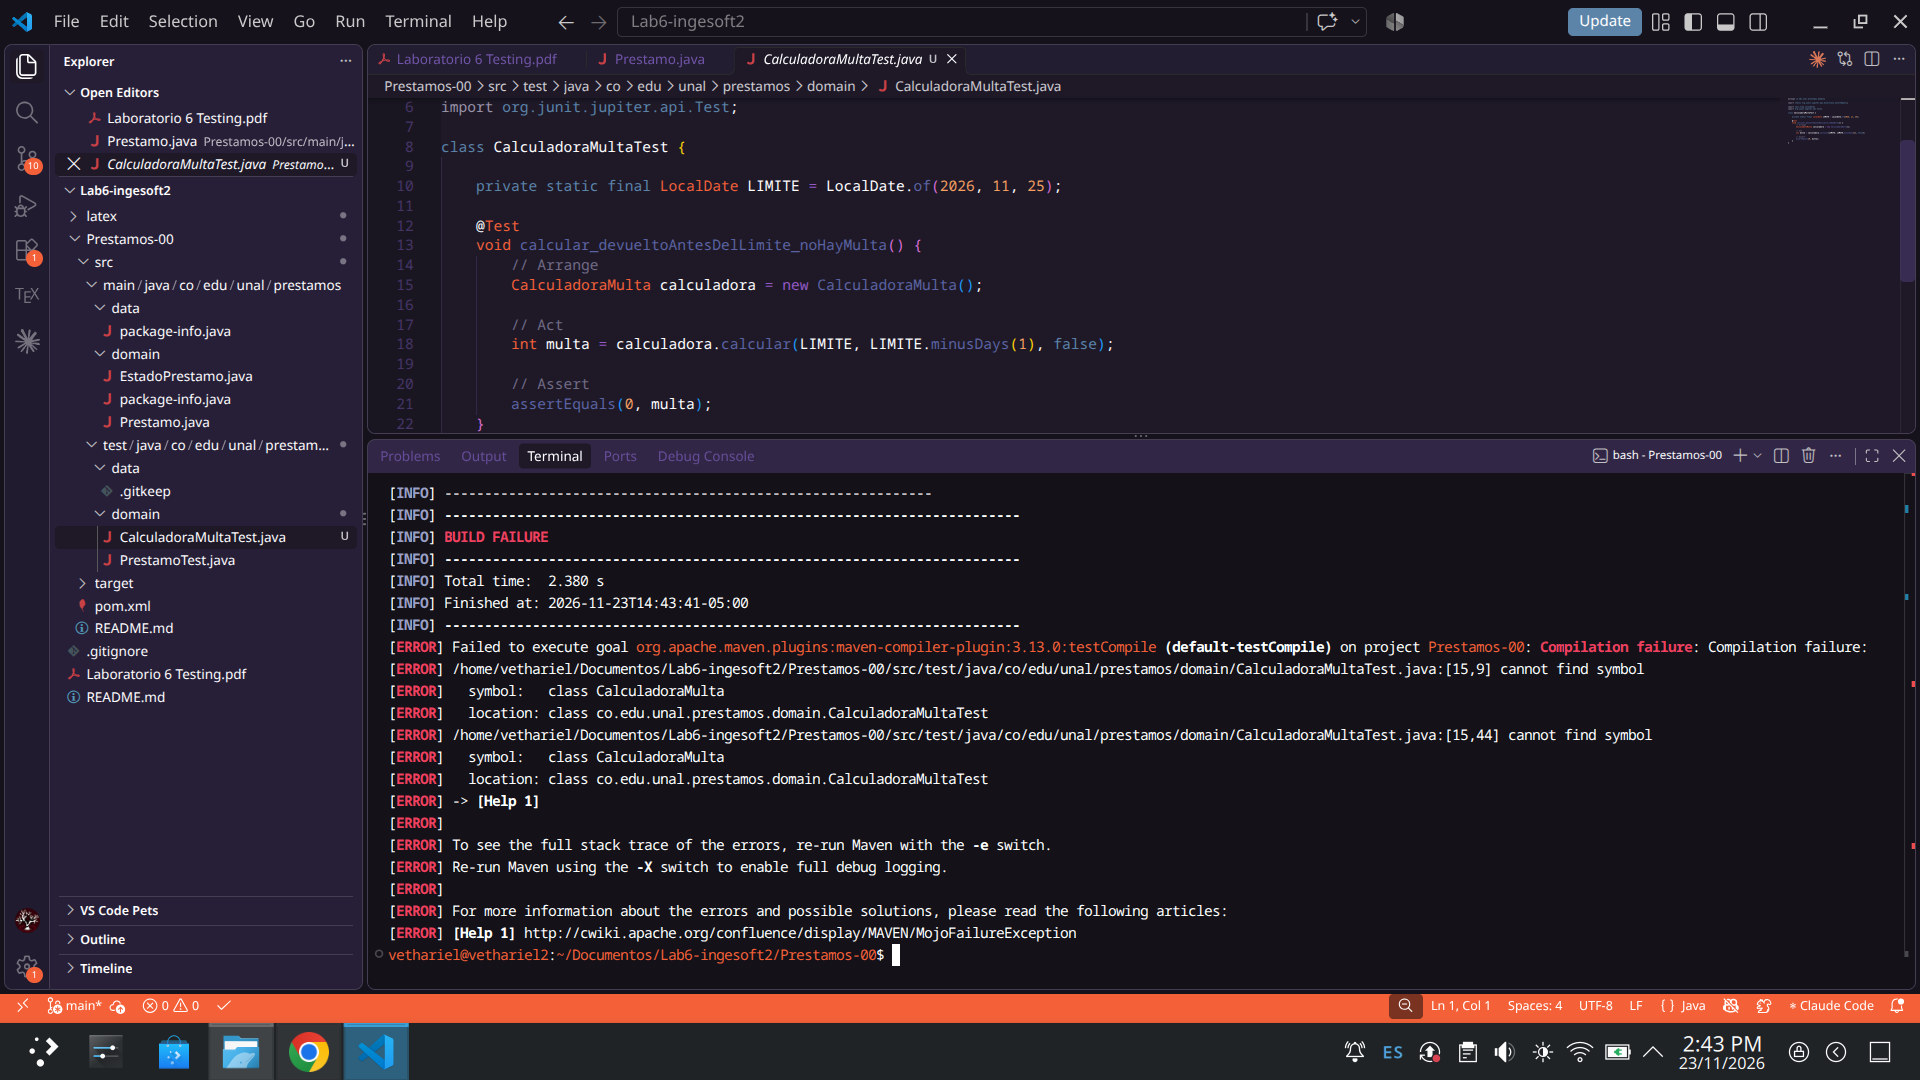 File Edit Selection View Go Run Terminal Help
Lab6-ingesoft2
Update
Explorer
Open Editors
Laboratorio 6 Testing.pdf
Prestamo.java Prestamos-00/src/main/j...
CalculadoraMultaTest.java Prestamo... U
Lab6-ingesoft2
latex
Prestamos-00
src
main/java/co/edu/unal/prestamos
data
package-info.java
domain
EstadoPrestamo.java
package-info.java
Prestamo.java
test/java/co/edu/unal/prestam...
data
.gitkeep
domain
CalculadoraMultaTest.java U
PrestamoTest.java
target
pom.xml
README.md
.gitignore
Laboratorio 6 Testing.pdf
README.md
VS Code Pets
Outline
Timeline
10
1
TEX
1
Laboratorio 6 Testing.pdf Prestamo.java CalculadoraMultaTest.java U
Prestamos-00 > src > test > java > co > edu > unal > prestamos > domain > CalculadoraMultaTest.java
6 import org.junit.jupiter.api.Test;
7
8 class CalculadoraMultaTest {
9
10 private static final LocalDate LIMITE = LocalDate.of(2026, 11, 25);
11
12 @Test
13 void calcular_devueltoAntesDelLimite_noHayMulta() {
14 // Arrange
15 CalculadoraMulta calculadora = new CalculadoraMulta();
16
17 // Act
18 int multa = calculadora.calcular(LIMITE, LIMITE.minusDays(1), false);
19
20 // Assert
21 assertEquals(0, multa);
22 }
Problems Output Terminal Ports Debug Console
bash - Prestamos-00
[INFO] -------------------------------------------------------------
[INFO] ------------------------------------------------------------------------
[INFO] BUILD FAILURE
[INFO] ------------------------------------------------------------------------
[INFO] Total time:  2.380 s
[INFO] Finished at: 2026-11-23T14:43:41-05:00
[INFO] ------------------------------------------------------------------------
[ERROR] Failed to execute goal org.apache.maven.plugins:maven-compiler-plugin:3.13.0:testCompile (default-testCompile) on project Prestamos-00: Compilation failure: Compilation failure:
[ERROR] /home/vethariel/Documentos/Lab6-ingesoft2/Prestamos-00/src/test/java/co/edu/unal/prestamos/domain/CalculadoraMultaTest.java:[15,9] cannot find symbol
[ERROR]   symbol:   class CalculadoraMulta
[ERROR]   location: class co.edu.unal.prestamos.domain.CalculadoraMultaTest
[ERROR] /home/vethariel/Documentos/Lab6-ingesoft2/Prestamos-00/src/test/java/co/edu/unal/prestamos/domain/CalculadoraMultaTest.java:[15,44] cannot find symbol
[ERROR]   symbol:   class CalculadoraMulta
[ERROR]   location: class co.edu.unal.prestamos.domain.CalculadoraMultaTest
[ERROR] -> [Help 1]
[ERROR]
[ERROR] To see the full stack trace of the errors, re-run Maven with the -e switch.
[ERROR] Re-run Maven using the -X switch to enable full debug logging.
[ERROR]
[ERROR] For more information about the errors and possible solutions, please read the following articles:
[ERROR] [Help 1] http://cwiki.apache.org/confluence/display/MAVEN/MojoFailureException
vethariel@vethariel2:~/Documentos/Lab6-ingesoft2/Prestamos-00$
main* 0 0 Ln 1, Col 1 Spaces: 4 UTF-8 LF { } Java Claude Code
ES 2:43 PM
23/11/2026